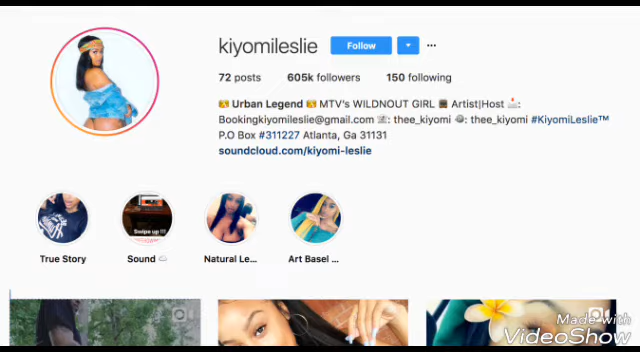 kiyomileslie Follow
72 posts 605k followers 150 following
Urban Legend MTV's WILDNOUT GIRL Artist|Host :
Bookingkiyomileslie@gmail.com : thee_kiyomi : thee_kiyomi #KiyomiLeslie™
P.O Box #311227 Atlanta, Ga 31131
soundcloud.com/kiyomi-leslie
Swipe up !!!
True Story Sound Natural Le... Art Basel ...
Made with
VideoShow